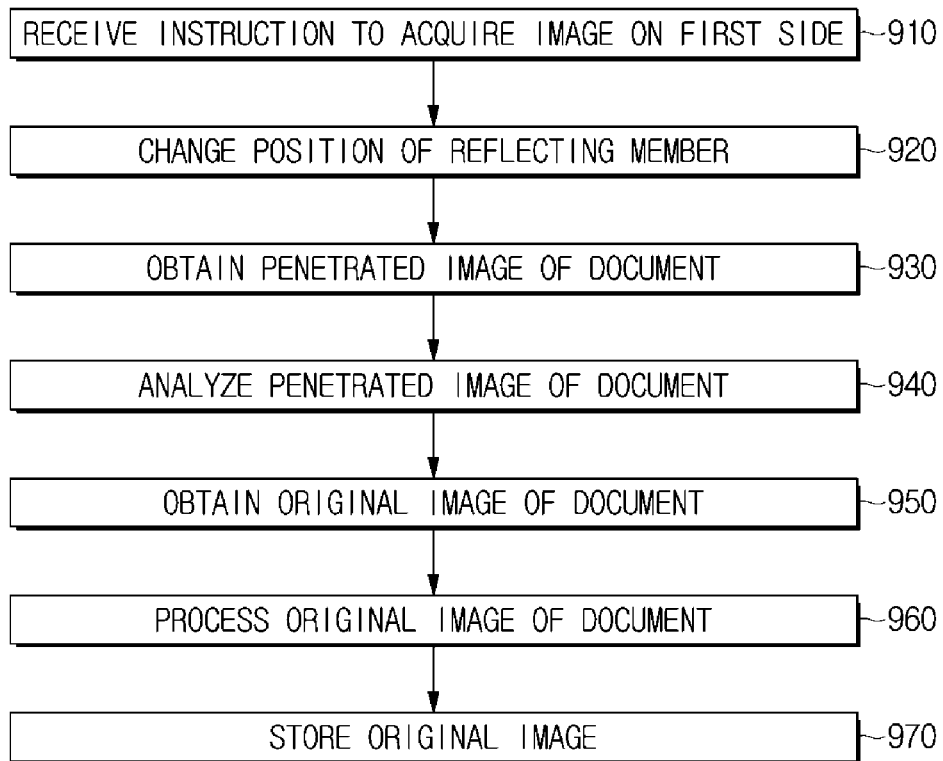 RECEIVE INSTRUCTION TO ACQUIRE IMAGE ON FIRST SIDE 910
CHANGE POSITION OF REFLECTING MEMBER 920
OBTAIN PENETRATED IMAGE OF DOCUMENT 930
ANALYZE PENETRATED IMAGE OF DOCUMENT 940
OBTAIN ORIGINAL IMAGE OF DOCUMENT 950
PROCESS ORIGINAL IMAGE OF DOCUMENT 960
STORE ORIGINAL IMAGE 970